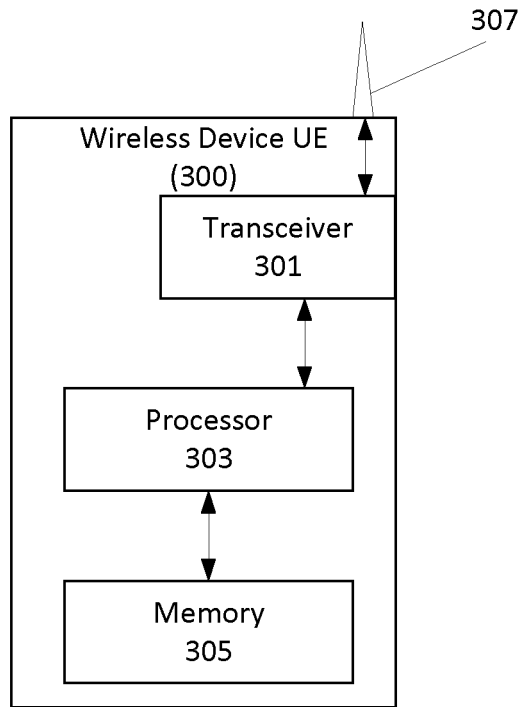 307
Wireless Device UE
(300)
Transceiver
301
Processor
303
Memory
305